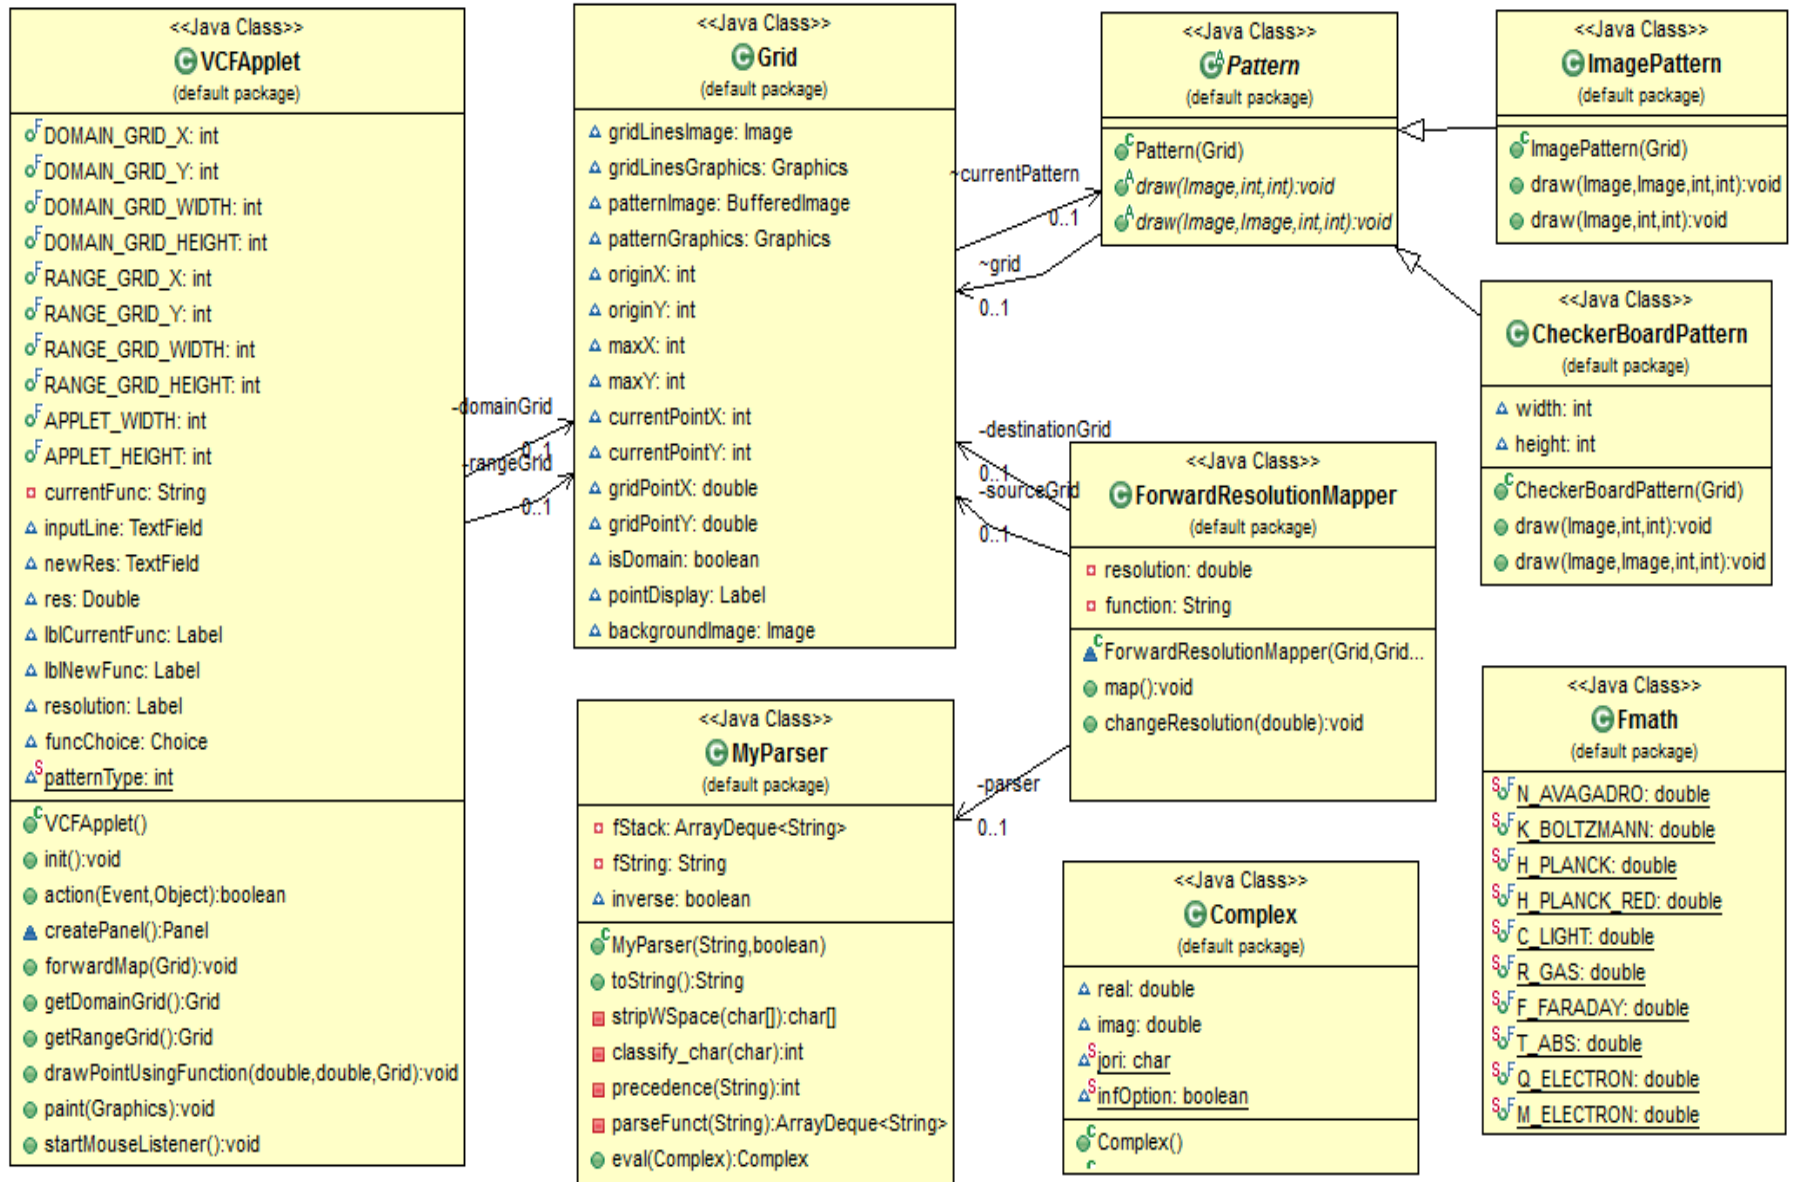 <<Java Class>>
VCFApplet
(default package)
DOMAIN_GRID_X: int
DOMAIN_GRID_Y: int
DOMAIN_GRID_WIDTH: int
DOMAIN_GRID_HEIGHT: int
RANGE_GRID_X: int
RANGE_GRID_Y: int
RANGE_GRID_WIDTH: int
RANGE_GRID_HEIGHT: int
APPLET_WIDTH: int
APPLET_HEIGHT: int
currentFunc: String
inputLine: TextField
newRes: TextField
res: Double
lblCurrentFunc: Label
lblNewFunc: Label
resolution: Label
funcChoice: Choice
patternType: int
VCFApplet()
init():void
action(Event,Object):boolean
createPanel():Panel
forwardMap(Grid):void
getDomainGrid():Grid
getRangeGrid():Grid
drawPointUsingFunction(double,double,Grid):void
paint(Graphics):void
startMouseListener():void
-domainGrid
0..1
-rangeGrid
0..1
<<Java Class>>
Grid
(default package)
gridLinesImage: Image
gridLinesGraphics: Graphics
patternImage: BufferedImage
patternGraphics: Graphics
originX: int
originY: int
maxX: int
maxY: int
currentPointX: int
currentPointY: int
gridPointX: double
gridPointY: double
isDomain: boolean
pointDisplay: Label
backgroundImage: Image
~currentPattern
0..1
~grid
0..1
<<Java Class>>
Pattern
(default package)
Pattern(Grid)
draw(Image,int,int):void
draw(Image,Image,int,int):void
<<Java Class>>
ImagePattern
(default package)
ImagePattern(Grid)
draw(Image,Image,int,int):void
draw(Image,int,int):void
<<Java Class>>
CheckerBoardPattern
(default package)
width: int
height: int
CheckerBoardPattern(Grid)
draw(Image,int,int):void
draw(Image,Image,int,int):void
-destinationGrid
0..1
-sourceGrid
0..1
<<Java Class>>
ForwardResolutionMapper
(default package)
resolution: double
function: String
ForwardResolutionMapper(Grid,Grid...
map():void
changeResolution(double):void
-parser
0..1
<<Java Class>>
MyParser
(default package)
fStack: ArrayDeque<String>
fString: String
inverse: boolean
MyParser(String,boolean)
toString():String
stripWSpace(char[]):char[]
classify_char(char):int
precedence(String):int
parseFunct(String):ArrayDeque<String>
eval(Complex):Complex
<<Java Class>>
Complex
(default package)
real: double
imag: double
jori: char
infOption: boolean
Complex()
<<Java Class>>
Fmath
(default package)
N_AVAGADRO: double
K_BOLTZMANN: double
H_PLANCK: double
H_PLANCK_RED: double
C_LIGHT: double
R_GAS: double
F_FARADAY: double
T_ABS: double
Q_ELECTRON: double
M_ELECTRON: double